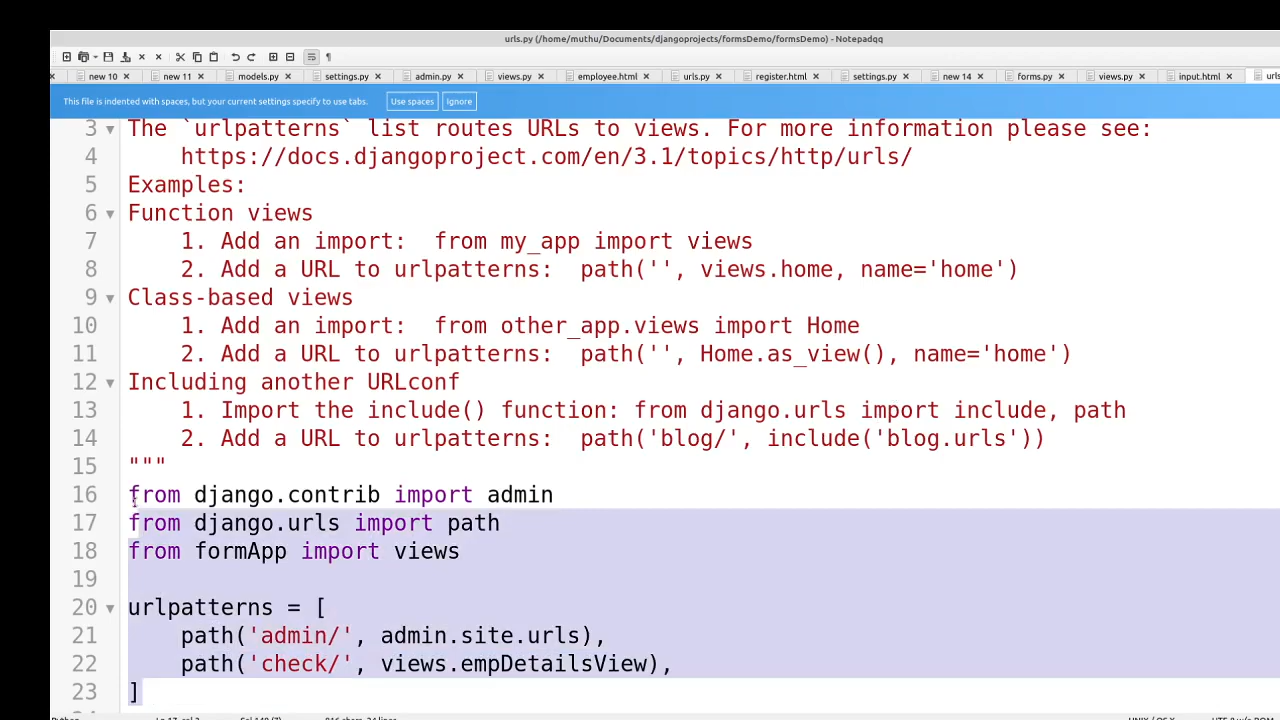 urls.py (/home/muthu/Documents/djangoprojects/formsDemo/formsDemo) - Notepadqq
new 10 new 11 models.py settings.py admin.py views.py employee.html urls.py register.html settings.py new 14 forms.py views.py input.html urls
This file is indented with spaces, but your current settings specify to use tabs. Use spaces Ignore
3 The `urlpatterns` list routes URLs to views. For more information please see:
4 https://docs.djangoproject.com/en/3.1/topics/http/urls/
5 Examples:
6 Function views
7 1. Add an import:  from my_app import views
8 2. Add a URL to urlpatterns:  path('', views.home, name='home')
9 Class-based views
10 1. Add an import:  from other_app.views import Home
11 2. Add a URL to urlpatterns:  path('', Home.as_view(), name='home')
12 Including another URLconf
13 1. Import the include() function: from django.urls import include, path
14 2. Add a URL to urlpatterns:  path('blog/', include('blog.urls'))
15 """
16 from django.contrib import admin
17 from django.urls import path
18 from formApp import views
19
20 urlpatterns = [
21 path('admin/', admin.site.urls),
22 path('check/', views.empDetailsView),
23 ]